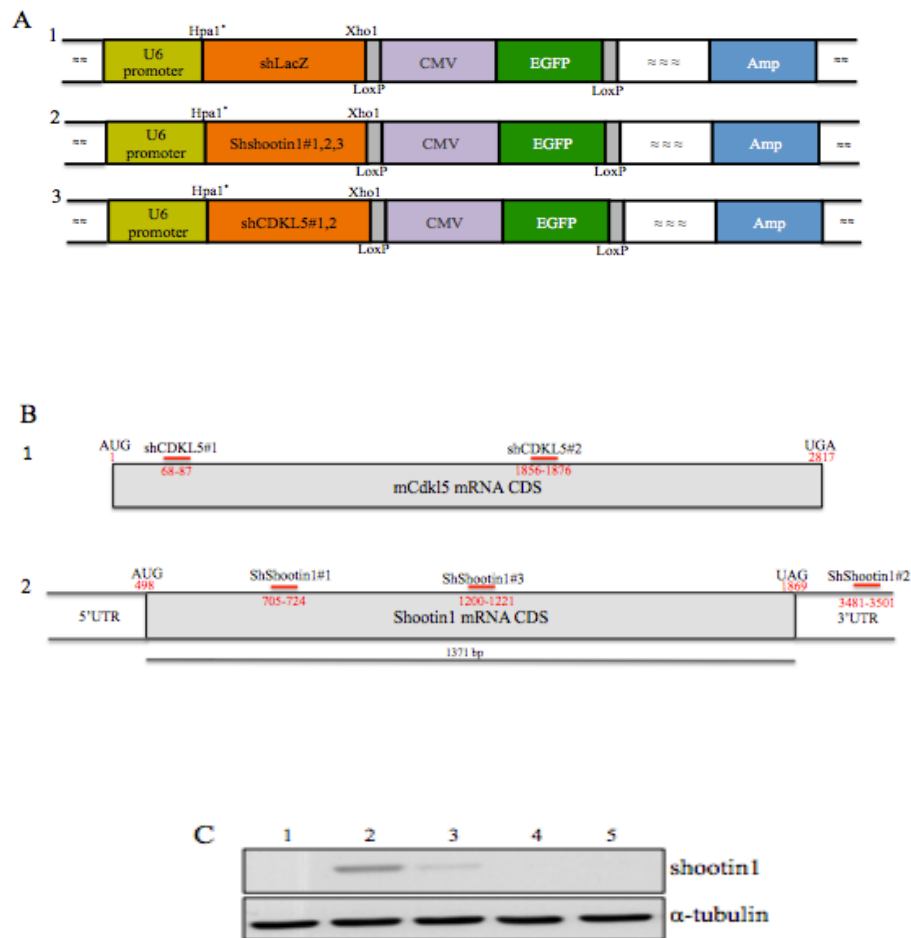 A
1
Hpa1*
Xho1
≈≈
U6 promoter
shLacZ
CMV
EGFP
≈≈≈
Amp
≈≈
LoxP
LoxP
2
Hpa1*
Xho1
≈≈
U6 promoter
Shshootin1#1,2,3
CMV
EGFP
≈≈≈
Amp
≈≈
LoxP
LoxP
3
Hpa1*
Xho1
≈≈
U6 promoter
shCDKL5#1,2
CMV
EGFP
≈≈≈
Amp
≈≈
LoxP
LoxP
B
1
AUG
1
shCDKL5#1
68-87
shCDKL5#2
1856-1876
UGA
2817
mCdkl5 mRNA CDS
2
AUG
498
ShShootin1#1
705-724
ShShootin1#3
1200-1221
UAG
1869
ShShootin1#2
3481-3501
5'UTR
Shootin1 mRNA CDS
3'UTR
1371 bp
C
1 2 3 4 5
shootin1
α-tubulin